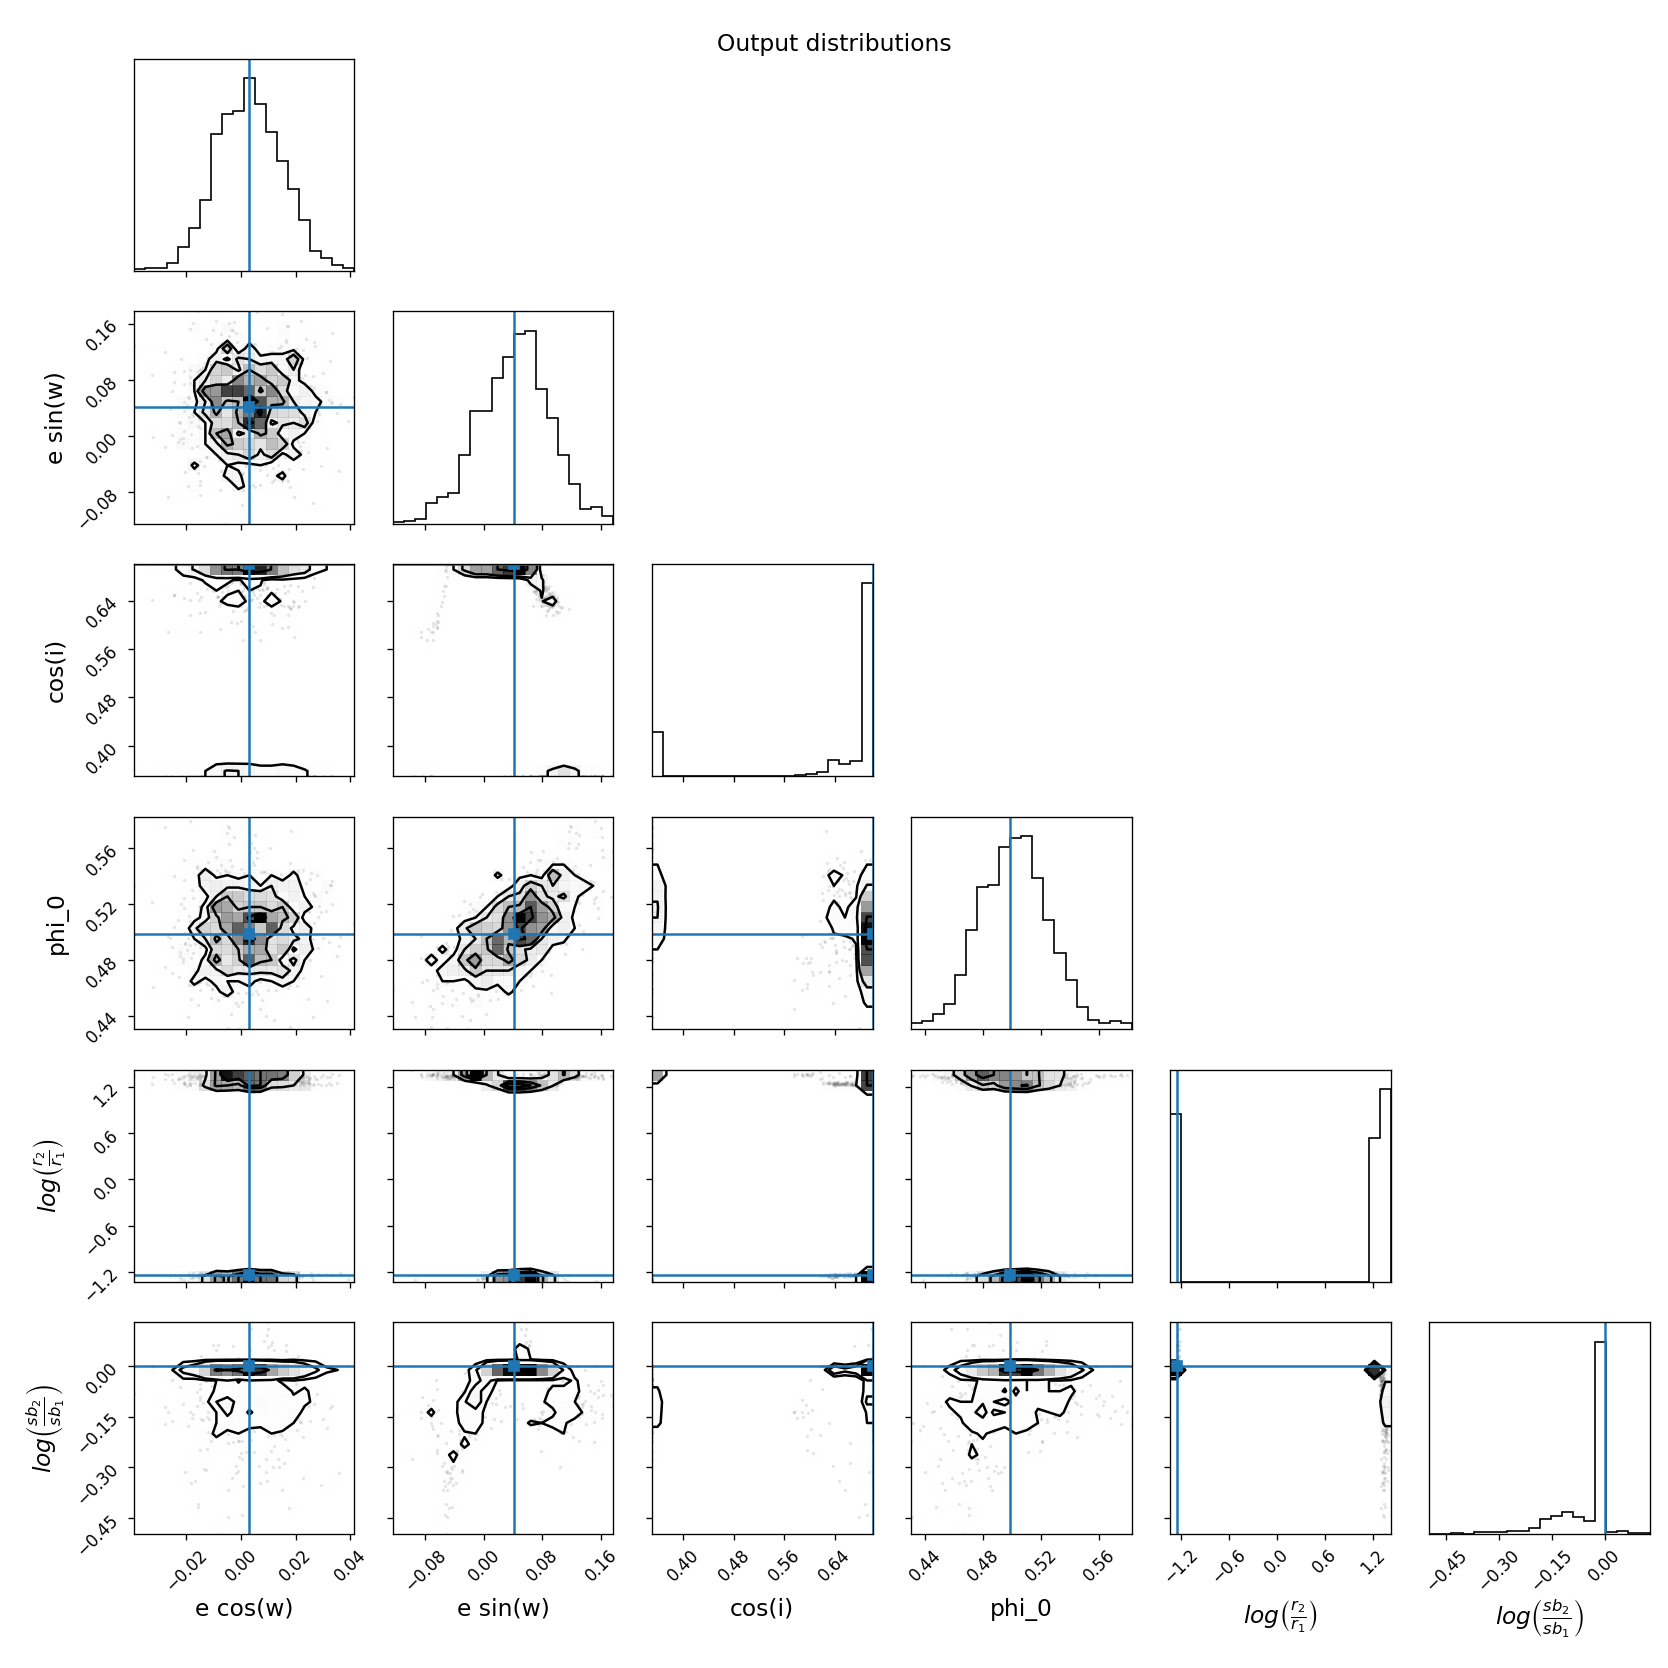 Output distributions
e sin(w)
0.16
0.08
0.00
−0.08
cos(i)
0.64
0.56
0.48
0.40
phi_0
0.56
0.52
0.48
0.44
log(r₂/r₁)
1.2
0.6
0.0
−0.6
−1.2
log(sb₂/sb₁)
0.00
−0.15
−0.30
−0.45
−0.02 0.00 0.02 0.04
−0.08 0.00 0.08 0.16
0.40 0.48 0.56 0.64
0.44 0.48 0.52 0.56
−1.2 −0.6 0.0 0.6 1.2
−0.45 −0.30 −0.15 0.00
e cos(w)
e sin(w)
cos(i)
phi_0
log(r₂/r₁)
log(sb₂/sb₁)